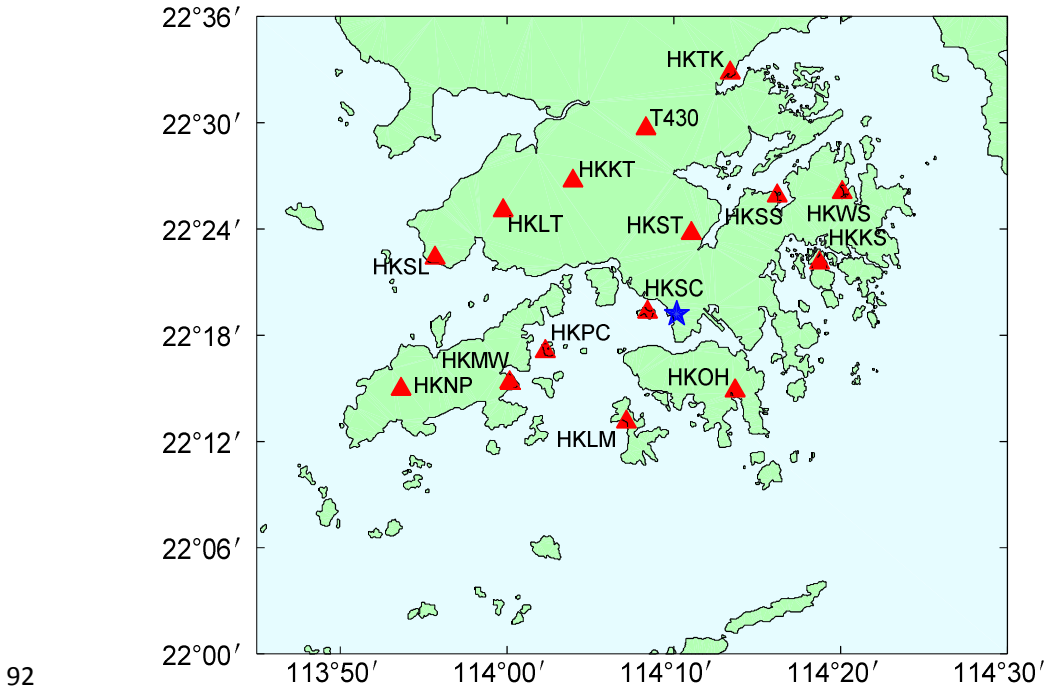 22°36′
HKTK
22°30′
T430
HKKT
HKSS
HKWS
22°24′
HKLT
HKST
HKKS
HKSL
HKSC
22°18′
HKPC
HKMW
HKNP
HKOH
22°12′
HKLM
22°06′
22°00′
113°50′ 114°00′ 114°10′ 114°20′ 114°30′
92